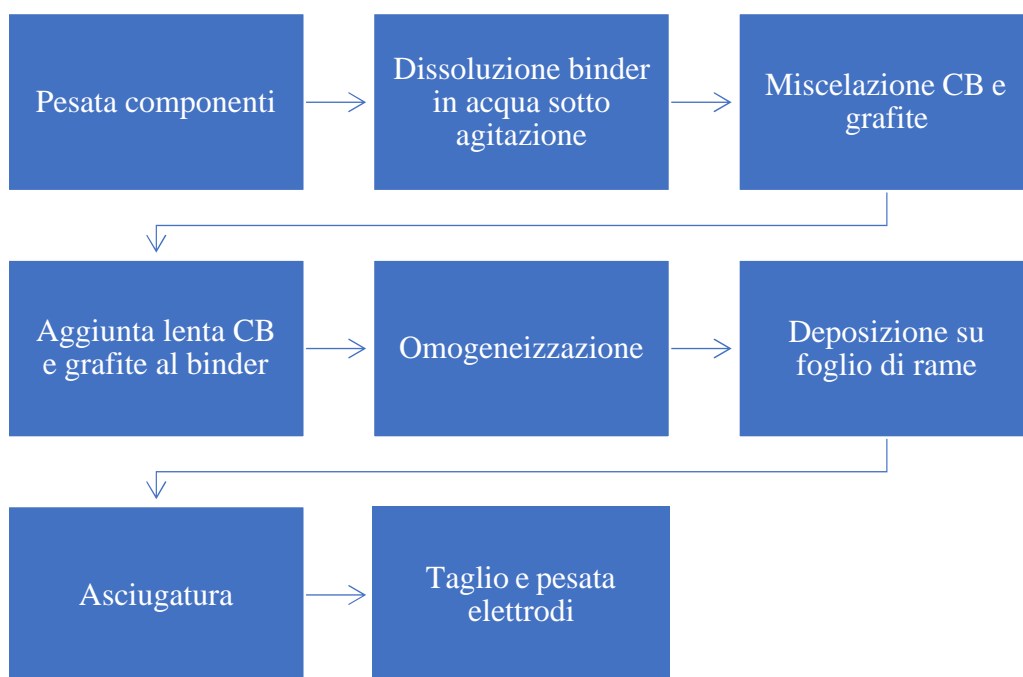 Pesata componenti
Dissoluzione binder
in acqua sotto
agitazione
Miscelazione CB e
grafite
Aggiunta lenta CB
e grafite al binder
Omogeneizzazione
Deposizione su
foglio di rame
Asciugatura
Taglio e pesata
elettrodi